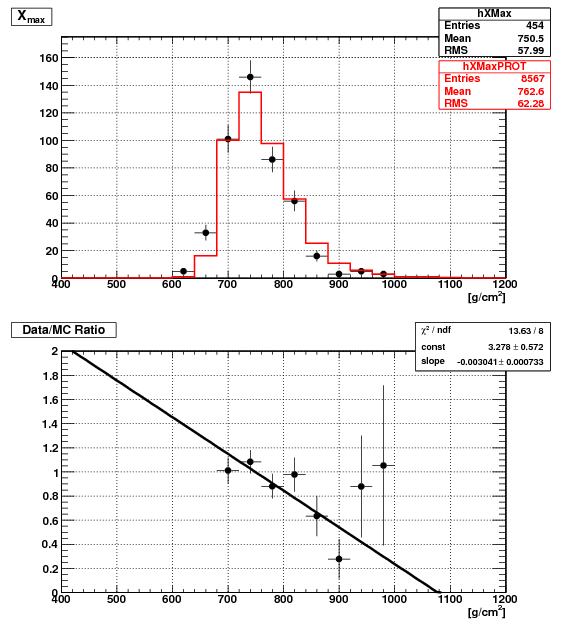 Xmax
hXMax
Entries 454
Mean 750.5
RMS 57.99
hXMaxPROT
Entries 8567
Mean 762.6
RMS 62.28
160
140
120
100
80
60
40
20
0
400 500 600 700 800 900 1000 1100 1200
[g/cm²]
Data/MC Ratio
χ² / ndf 13.63 / 8
const 3.278 ± 0.572
slope -0.003041 ± 0.000733
2
1.8
1.6
1.4
1.2
1
0.8
0.6
0.4
0.2
0
400 500 600 700 800 900 1000 1100 1200
[g/cm²]